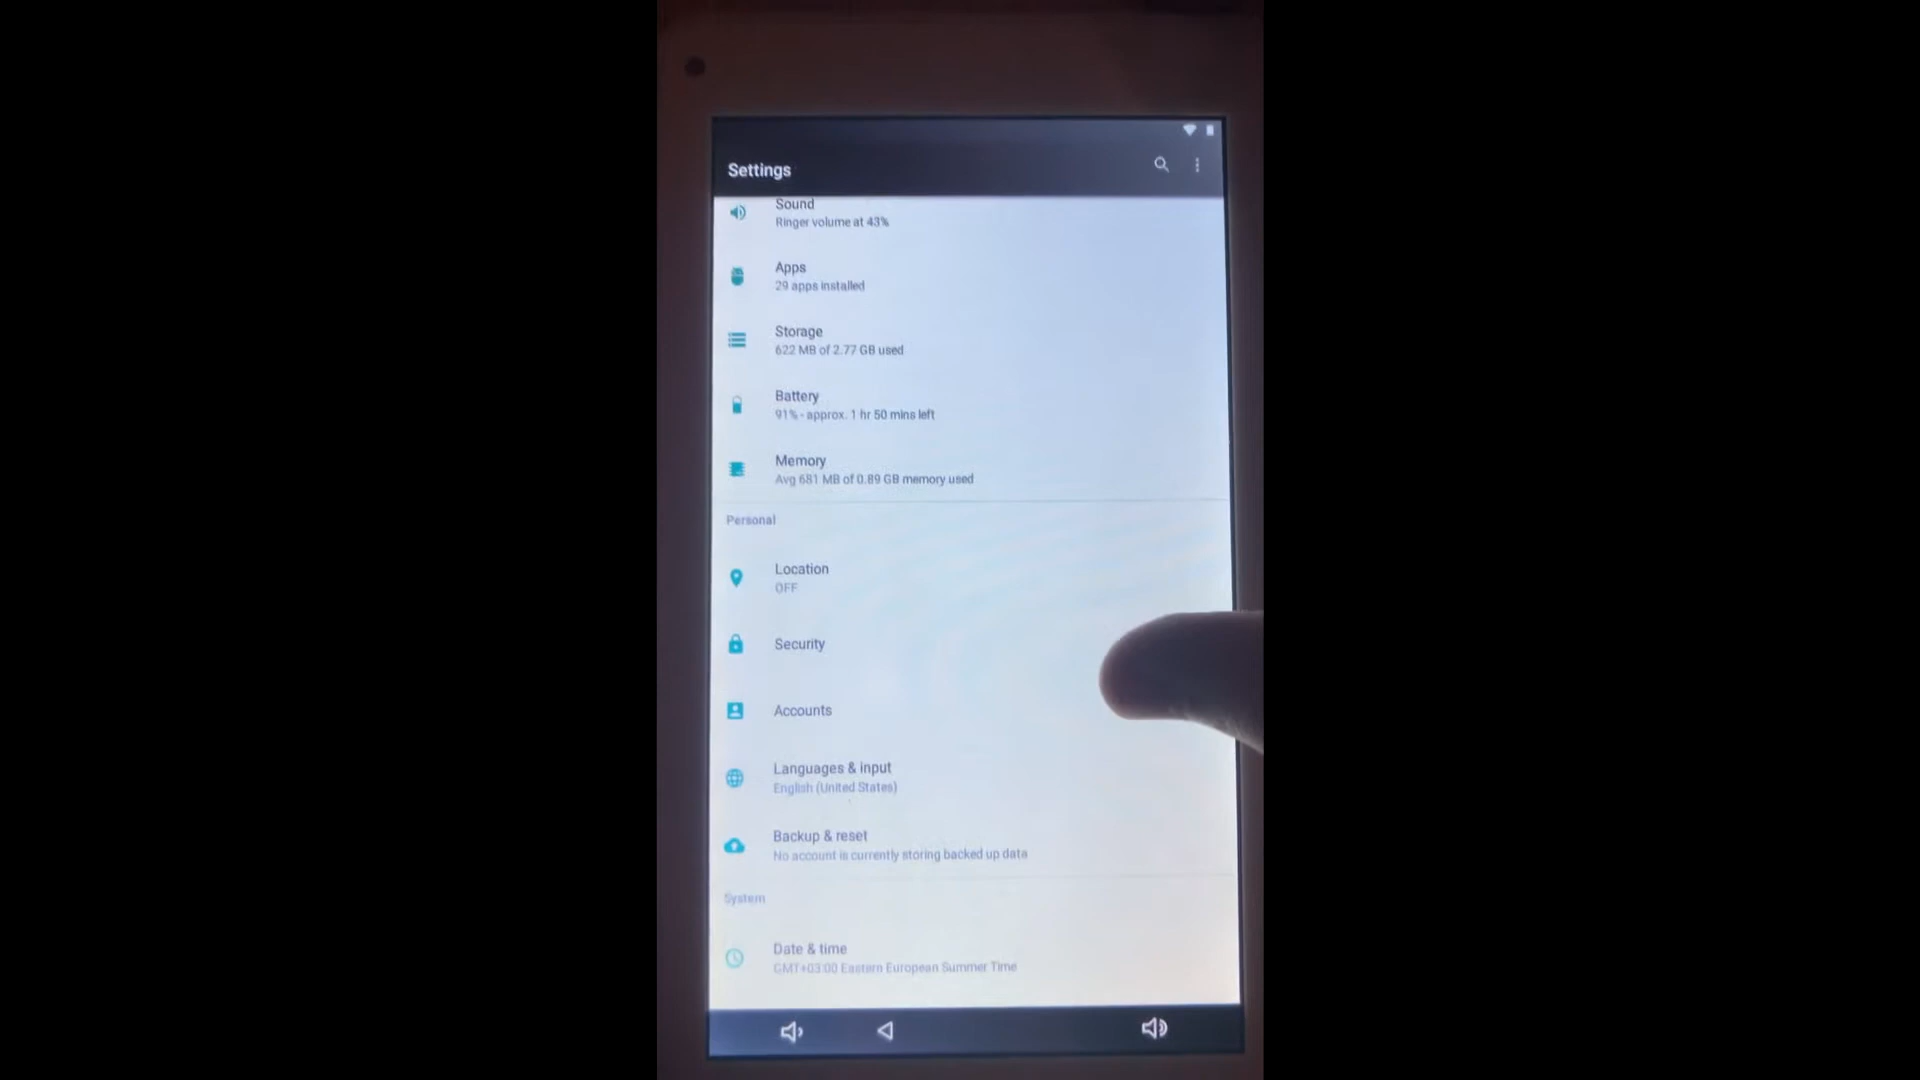 Settings
Sound
Ringer volume at 43%
Apps
29 apps installed
Storage
622 MB of 2.77 GB used
Battery
91% - approx. 1 hr 50 mins left
Memory
Avg 681 MB of 0.89 GB memory used
Personal
Location
OFF
Security
Accounts
Languages & input
English (United States)
Backup & reset
No account is currently storing backed up data
System
Date & time
GMT+03:00 Eastern European Summer Time